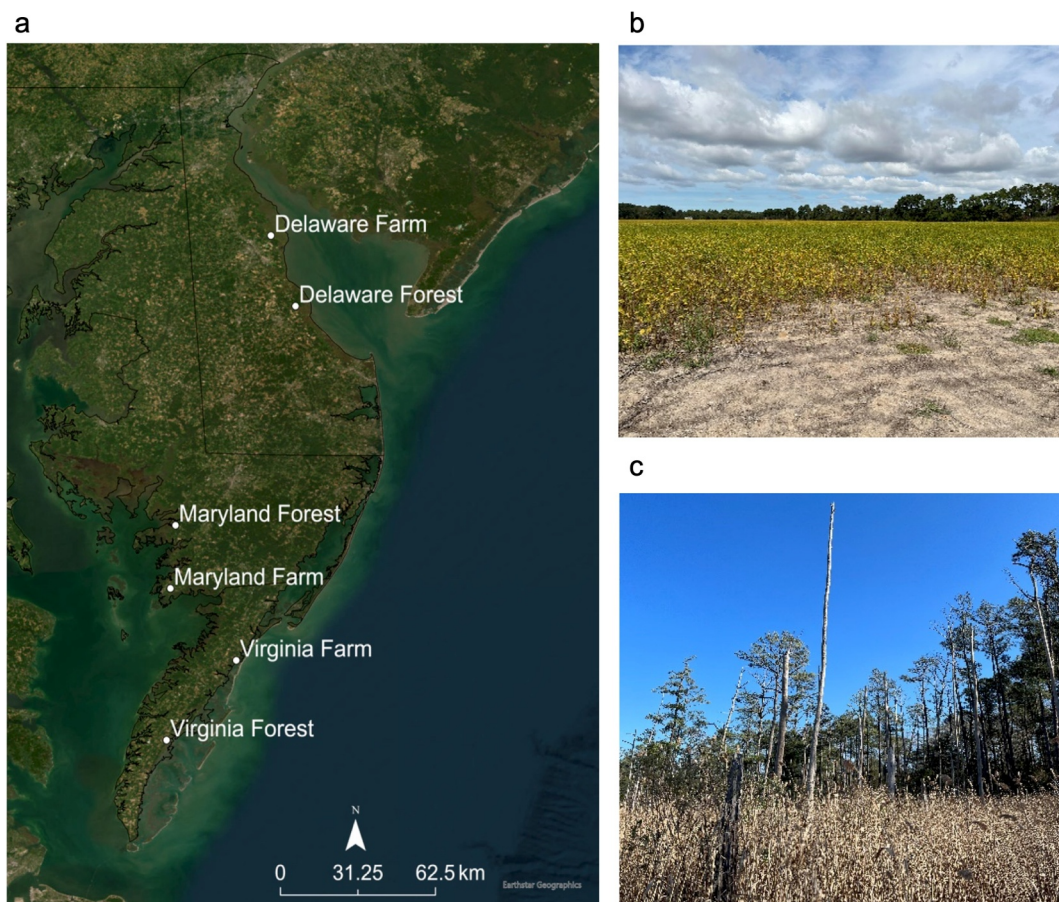 a
b
Delaware Farm
Delaware Forest
c
Maryland Forest
Maryland Farm
Virginia Farm
Virginia Forest
N
0 31.25 62.5 km
Earthstar Geographics